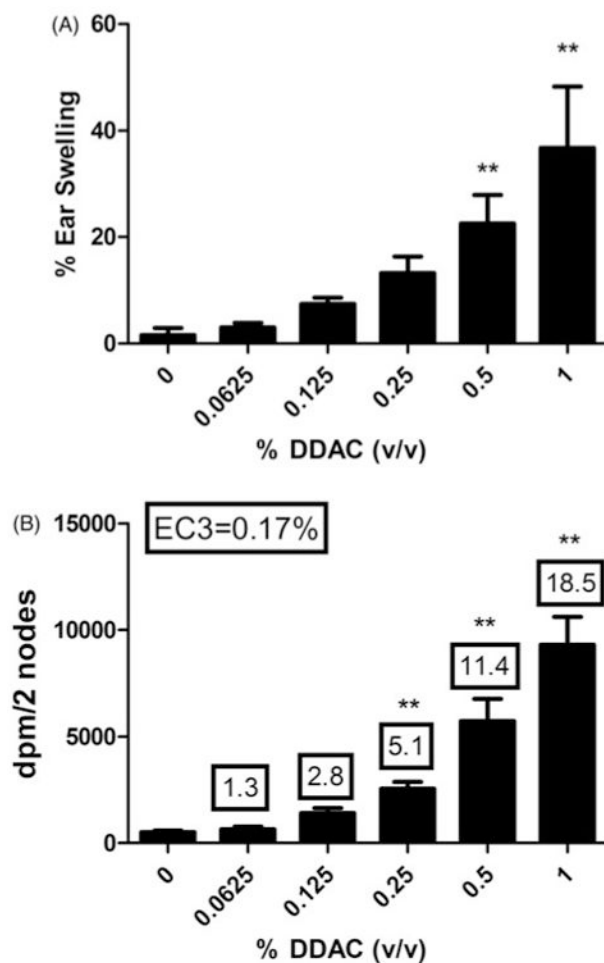 (A)
60
**
40
**
20
0
% Ear Swelling
0 0.0625 0.125 0.25 0.5 1
% DDAC (v/v)
(B)
15000
EC3=0.17%
**
18.5
10000
**
11.4
**
5000
5.1
2.8
1.3
0
dpm/2 nodes
0 0.0625 0.125 0.25 0.5 1
% DDAC (v/v)